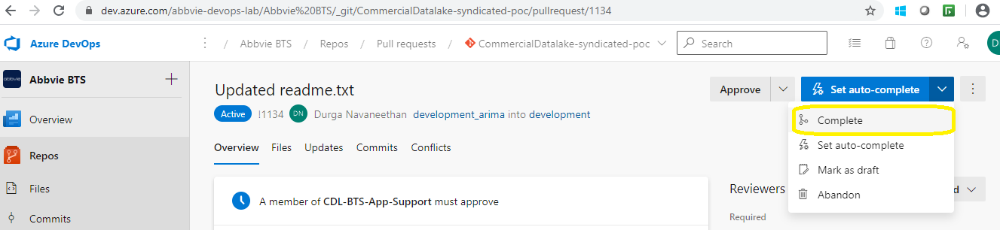 dev.azure.com/abbvie-devops-lab/Abbvie%20BTS/_git/CommercialDatalake-syndicated-poc/pullrequest/1134
Azure DevOps
/ Abbvie BTS / Repos / Pull requests / CommercialDatalake-syndicated-poc
Search
D
abbvie
Abbvie BTS
Overview
Repos
Files
Commits
Updated readme.txt
Approve
Set auto-complete
Active !1134 DN Durga Navaneethan development_arima into development
Complete
Set auto-complete
Mark as draft
Abandon
Overview Files Updates Commits Conflicts
A member of CDL-BTS-App-Support must approve
Reviewers
d
Required